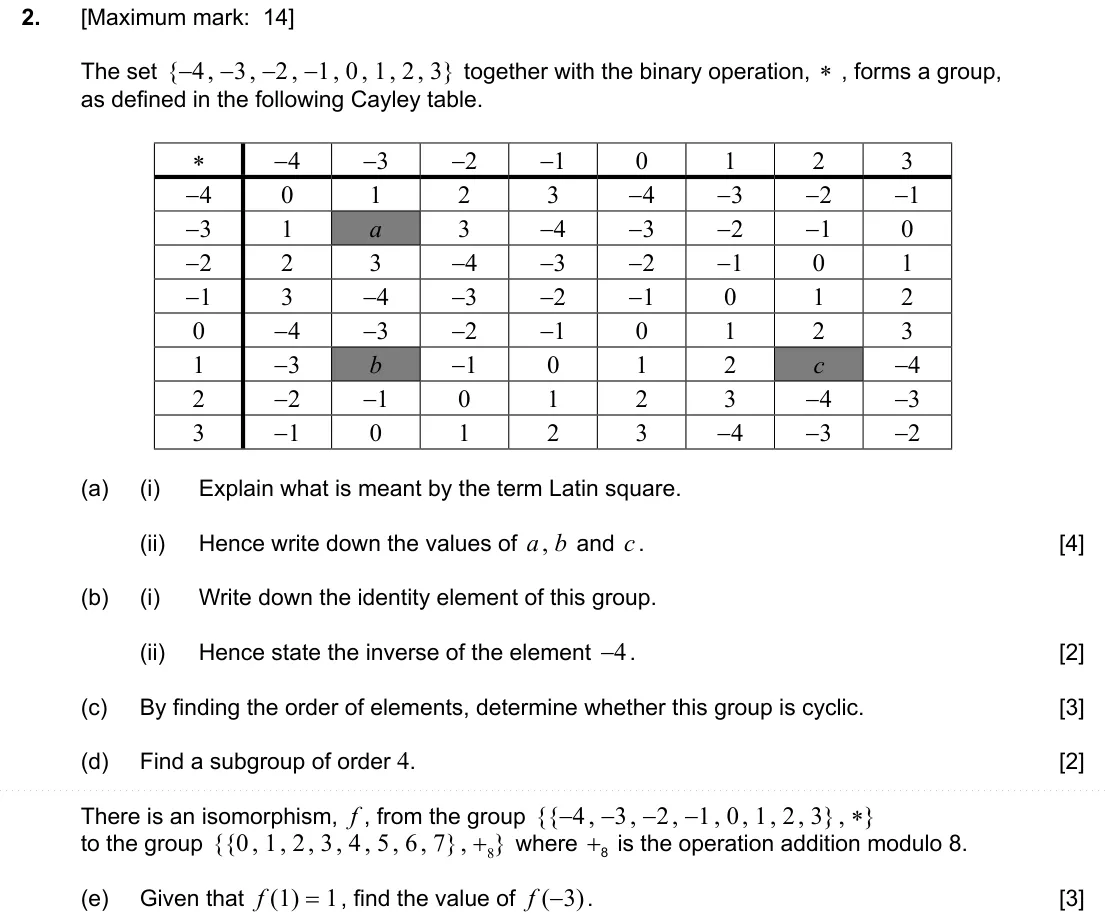 2. [Maximum mark: 14]
The set {–4, –3, –2, –1, 0, 1, 2, 3} together with the binary operation, * , forms a group,
as defined in the following Cayley table.
* –4 –3 –2 –1 0 1 2 3
–4 0 1 2 3 –4 –3 –2 –1
–3 1 a 3 –4 –3 –2 –1 0
–2 2 3 –4 –3 –2 –1 0 1
–1 3 –4 –3 –2 –1 0 1 2
0 –4 –3 –2 –1 0 1 2 3
1 –3 b –1 0 1 2 c –4
2 –2 –1 0 1 2 3 –4 –3
3 –1 0 1 2 3 –4 –3 –2
(a) (i) Explain what is meant by the term Latin square.
(ii) Hence write down the values of a, b and c. [4]
(b) (i) Write down the identity element of this group.
(ii) Hence state the inverse of the element –4. [2]
(c) By finding the order of elements, determine whether this group is cyclic. [3]
(d) Find a subgroup of order 4. [2]
There is an isomorphism, f, from the group {{–4, –3, –2, –1, 0, 1, 2, 3}, *}
to the group {{0, 1, 2, 3, 4, 5, 6, 7}, +₈} where +₈ is the operation addition modulo 8.
(e) Given that f(1) = 1, find the value of f(–3). [3]